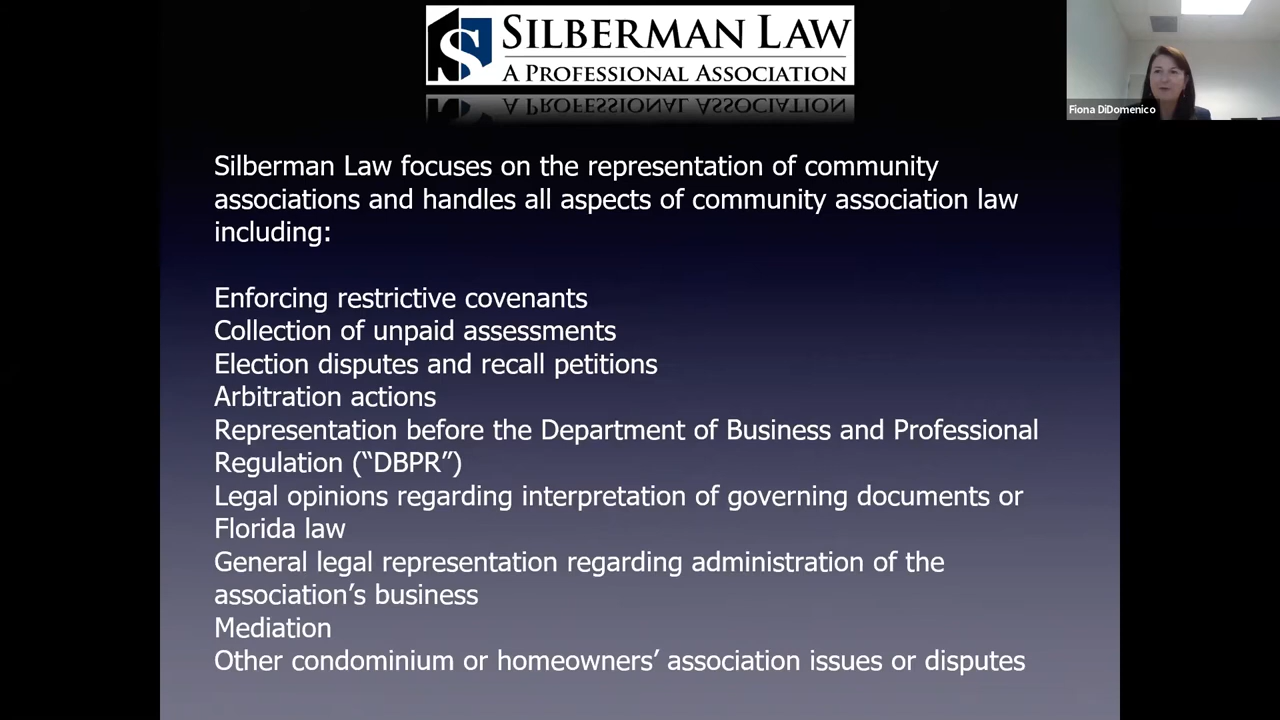 SILBERMAN LAW
A PROFESSIONAL ASSOCIATION
Fiona DiDomenico
Silberman Law focuses on the representation of community
associations and handles all aspects of community association law
including:
Enforcing restrictive covenants
Collection of unpaid assessments
Election disputes and recall petitions
Arbitration actions
Representation before the Department of Business and Professional
Regulation (“DBPR”)
Legal opinions regarding interpretation of governing documents or
Florida law
General legal representation regarding administration of the
association’s business
Mediation
Other condominium or homeowners’ association issues or disputes